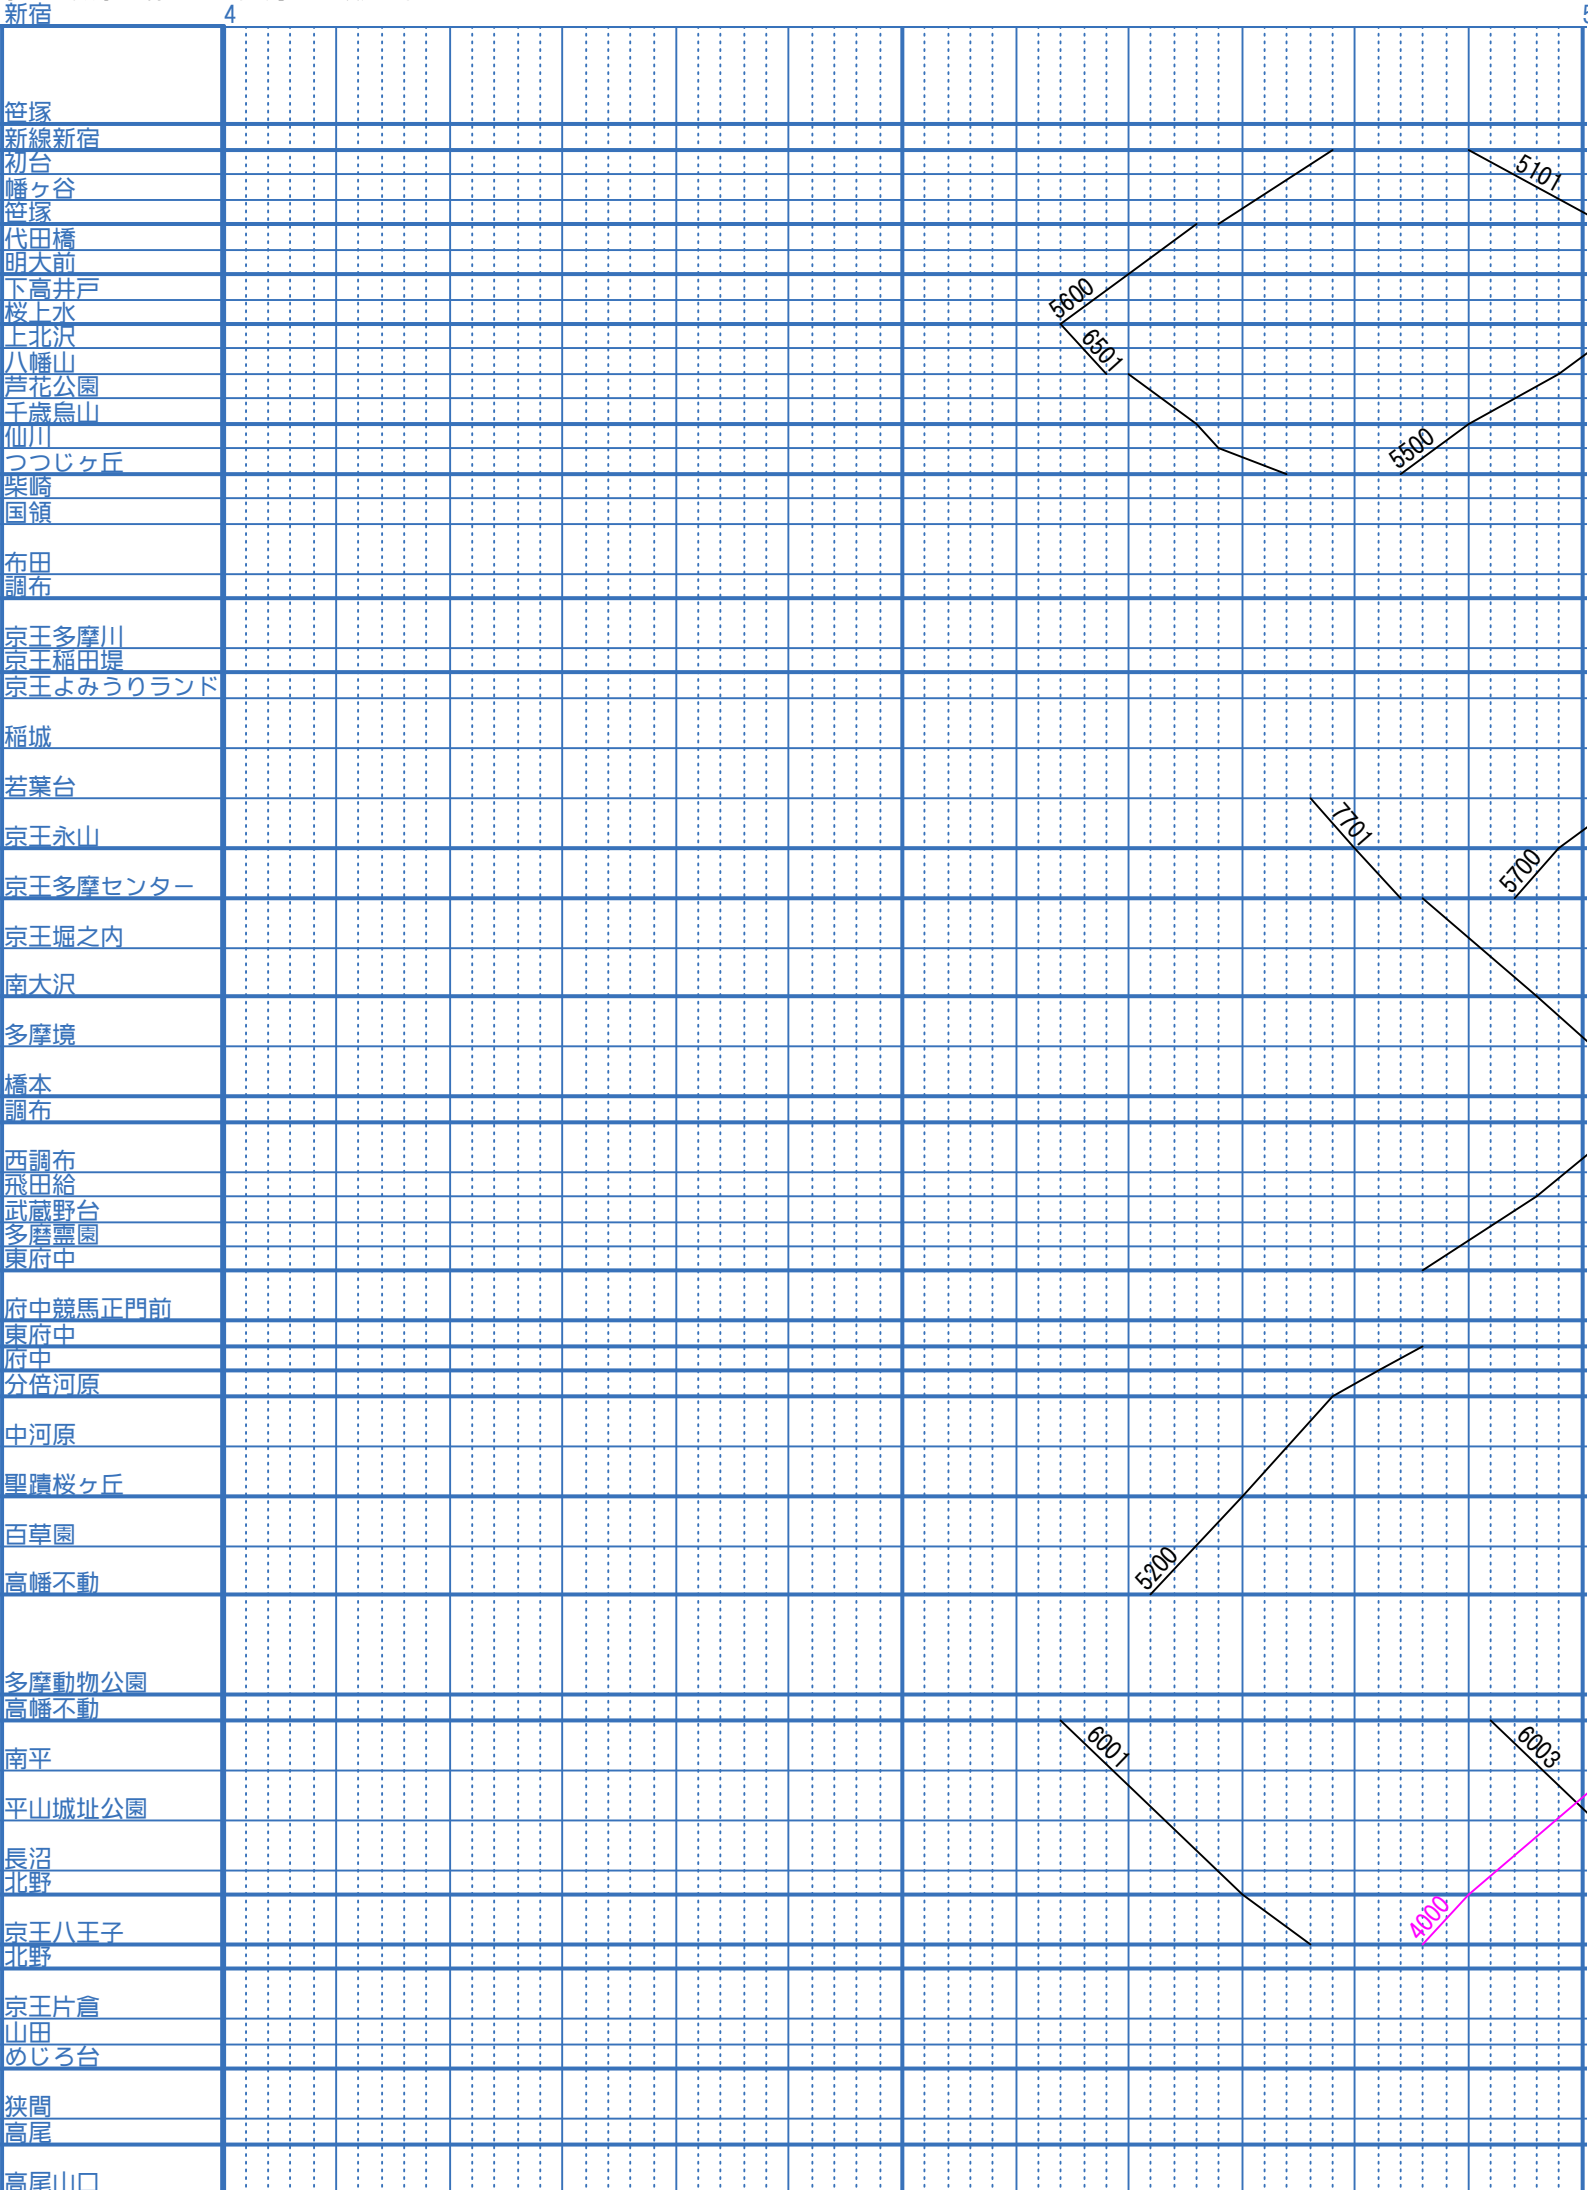 新宿 4 5
笹塚
新線新宿
初台 5101
幡ヶ谷
笹塚
代田橋
明大前
下高井戸 5600
桜上水
上北沢 6501
八幡山
芦花公園
千歳烏山
仙川 5500
つつじヶ丘
柴崎
国領
布田
調布
京王多摩川
京王稲田堤
京王よみうりランド
稲城
若葉台
京王永山 7701
京王多摩センター 5700
京王堀之内
南大沢
多摩境
橋本
調布
西調布
飛田給
武蔵野台
多磨霊園
東府中
府中競馬正門前
東府中
府中
分倍河原
中河原
聖蹟桜ヶ丘
百草園
高幡不動 5200
多摩動物公園
高幡不動
南平 6001 6003
平山城址公園
長沼
北野
京王八王子 4000
北野
京王片倉
山田
めじろ台
狭間
高尾
高尾山口